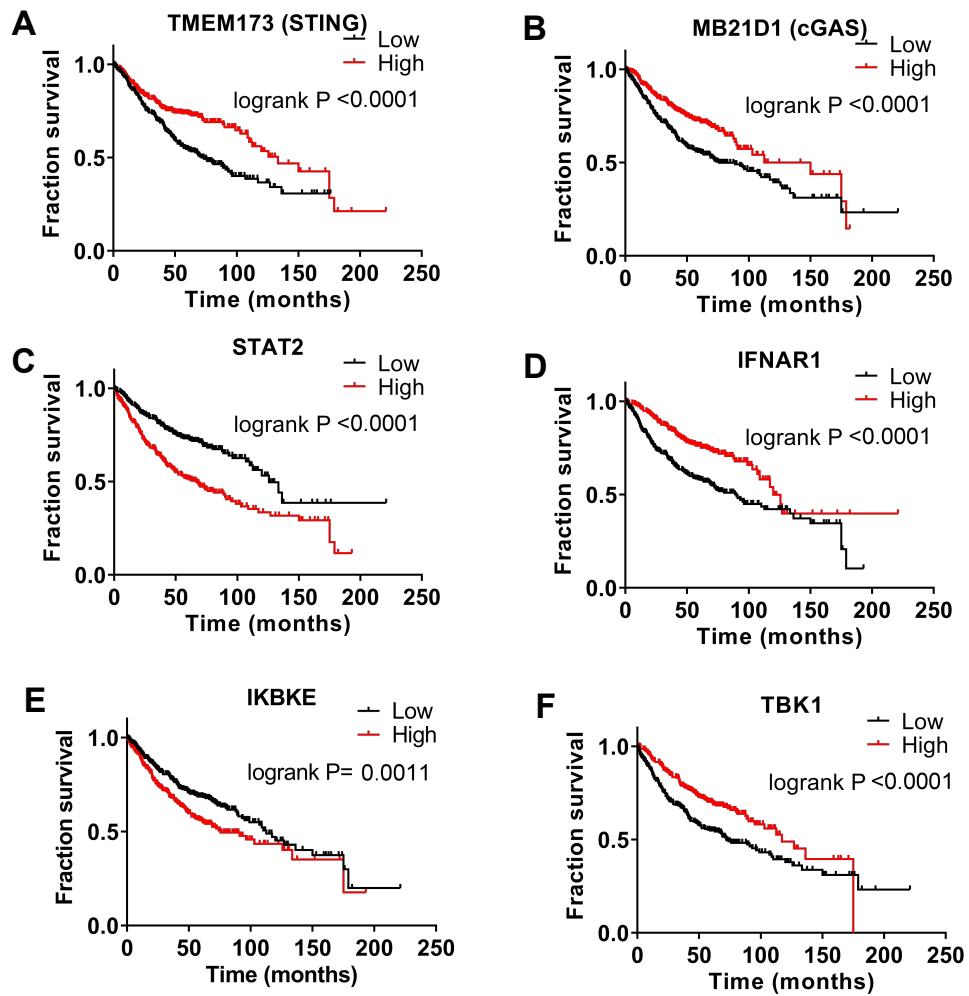 A
TMEM173 (STING)
Low
High
logrank P <0.0001
Fraction survival
1.0
0.5
0.0
0 50 100 150 200 250
Time (months)
B
MB21D1 (cGAS)
Low
High
logrank P <0.0001
Fraction survival
1.0
0.5
0.0
0 50 100 150 200 250
Time (months)
C
STAT2
Low
High
logrank P <0.0001
Fraction survival
1.0
0.5
0.0
0 50 100 150 200 250
Time (months)
D
IFNAR1
Low
High
logrank P <0.0001
Fraction survival
1.0
0.5
0.0
0 50 100 150 200 250
Time (months)
E
IKBKE
Low
High
logrank P= 0.0011
Fraction survival
1.0
0.5
0.0
0 50 100 150 200 250
Time (months)
F
TBK1
Low
High
logrank P <0.0001
Fraction survival
1.0
0.5
0.0
0 50 100 150 200 250
Time (months)